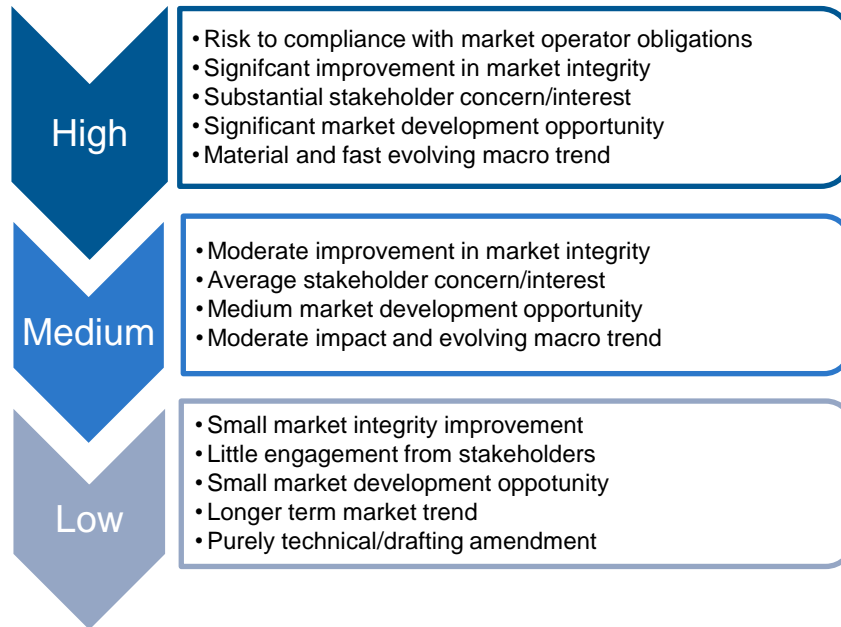 High
• Risk to compliance with market operator obligations
• Signifcant improvement in market integrity
• Substantial stakeholder concern/interest
• Significant market development opportunity
• Material and fast evolving macro trend
Medium
• Moderate improvement in market integrity
• Average stakeholder concern/interest
• Medium market development opportunity
• Moderate impact and evolving macro trend
Low
• Small market integrity improvement
• Little engagement from stakeholders
• Small market development oppotunity
• Longer term market trend
• Purely technical/drafting amendment